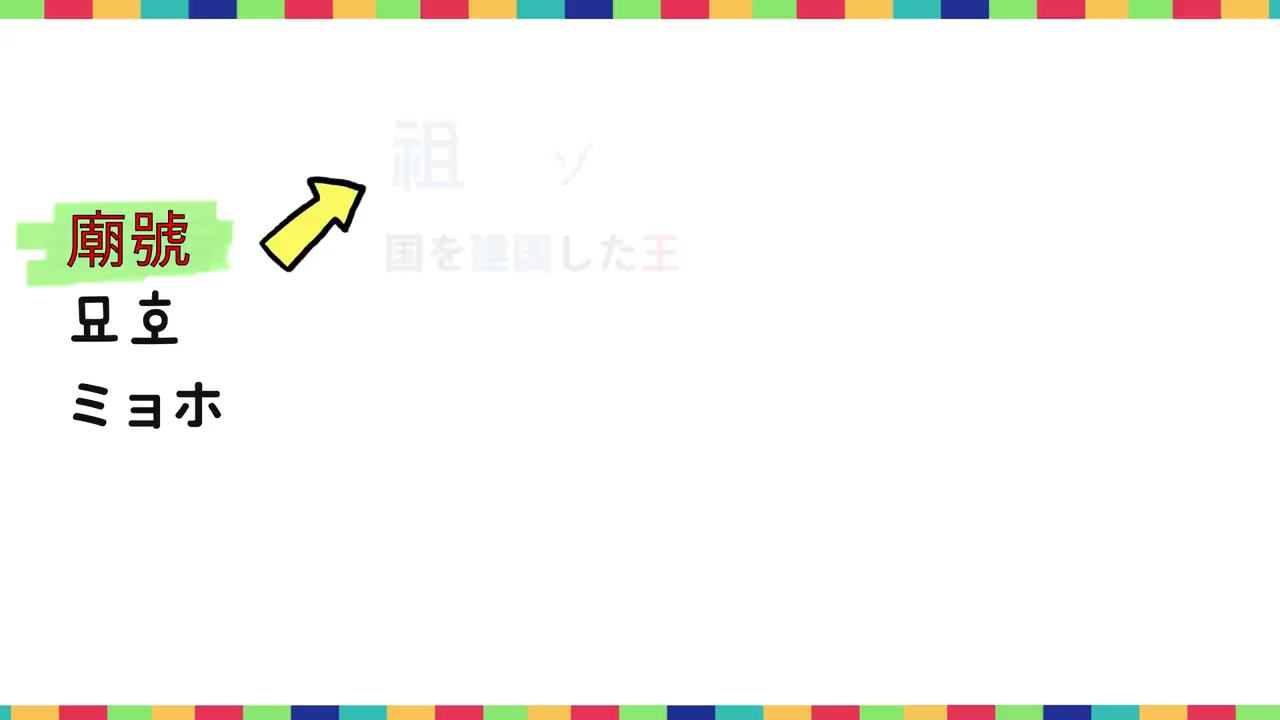 廟號
묘호
ミョホ
祖 ソ
国を建国した王